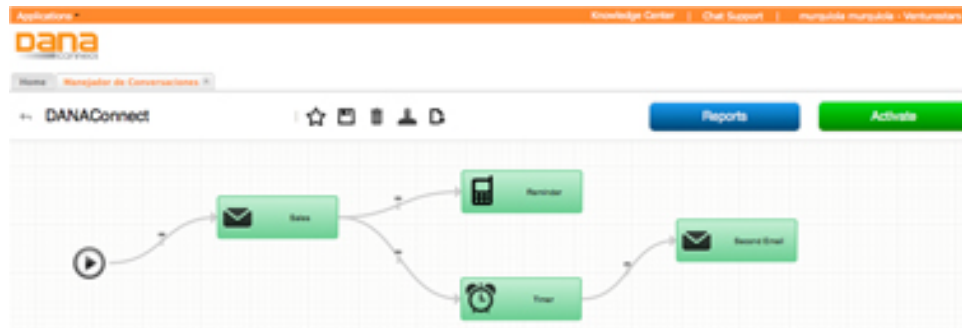 Applications
Knowledge Center | Chat Support | murquiola murquiola - Venturestars
Dana
connect
Home
Manejador de Conversaciones
DANAConnect
Reports
Activate
Reminder
Sales
Second Email
Timer